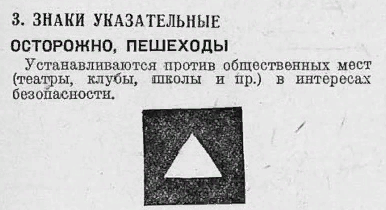 3. ЗНАКИ УКАЗАТЕЛЬНЫЕ
ОСТОРОЖНО, ПЕШЕХОДЫ
Устанавливаются против общественных мест
(театры, клубы, школы и пр.) в интересах
безопасности.